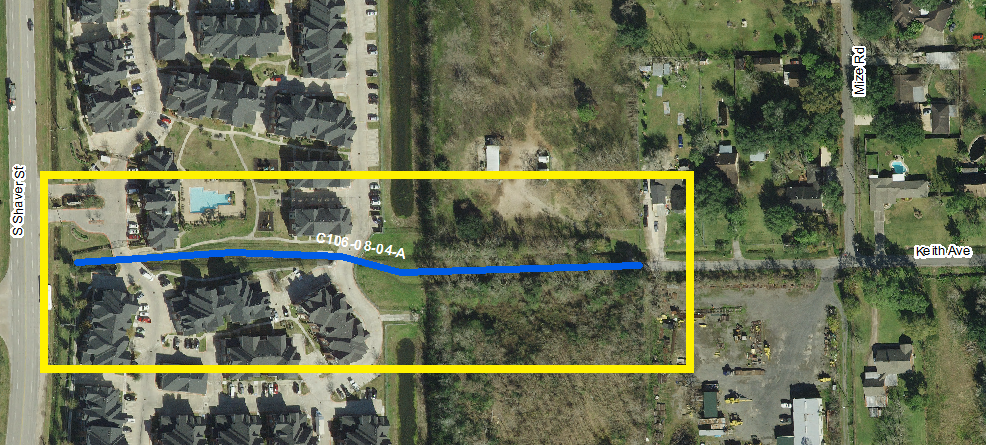 Mize Rd
S Shaver St
C106-08-04-A
Keith Ave